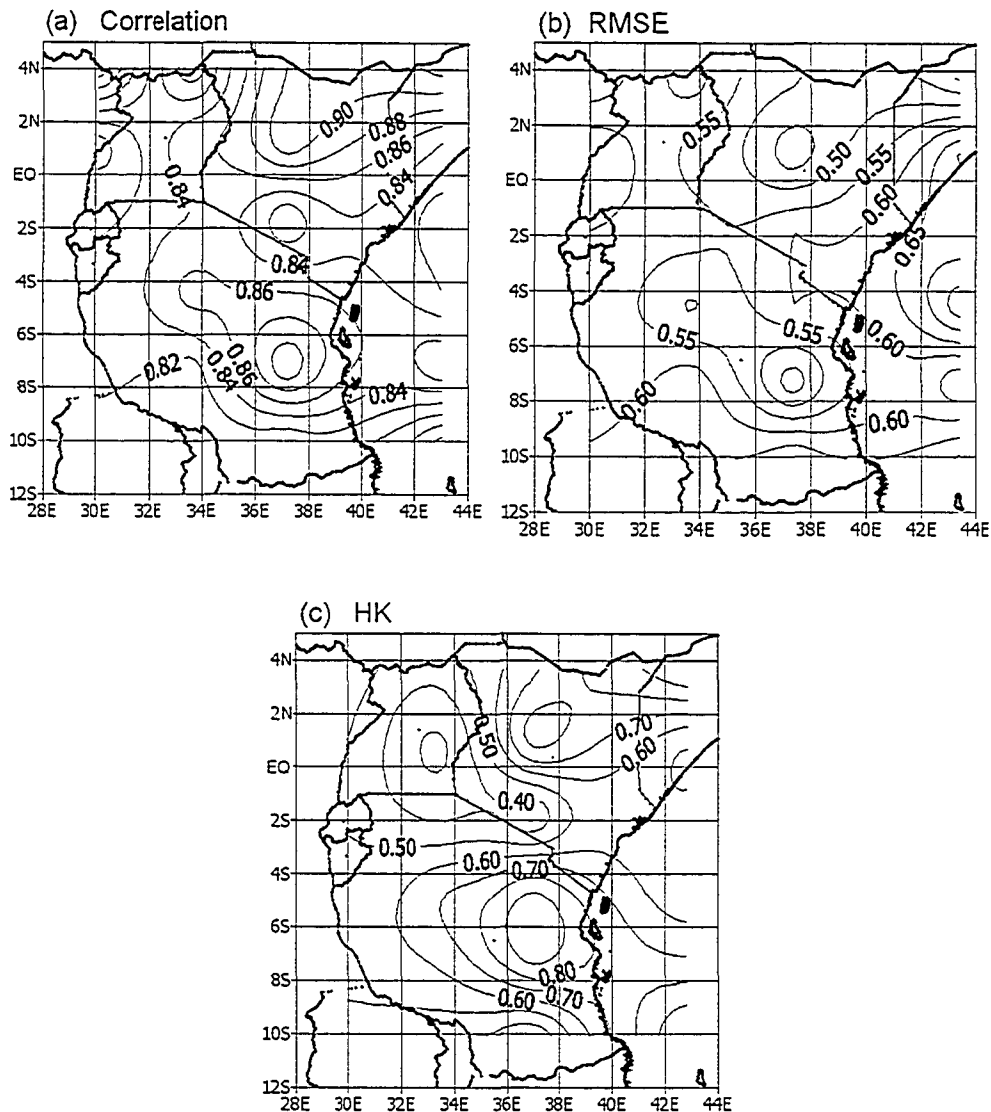 (a) Correlation
4N
2N
EQ
2S
4S
6S
8S
10S
12S
28E 30E 32E 34E 36E 38E 40E 42E 44E
0.90
0.88
0.86
0.84
0.84
0.84
0.86
0.82
0.86
0.84
0.84
(b) RMSE
4N
2N
EQ
2S
4S
6S
8S
10S
12S
28E 30E 32E 34E 36E 38E 40E 42E 44E
0.55
0.50
0.55
0.60
0.65
0.55
0.55
0.60
0.60
0.60
(c) HK
4N
2N
EQ
2S
4S
6S
8S
10S
12S
28E 30E 32E 34E 36E 38E 40E 42E 44E
0.50
0.70
0.60
0.40
0.50
0.60
0.70
0.80
0.60
0.70